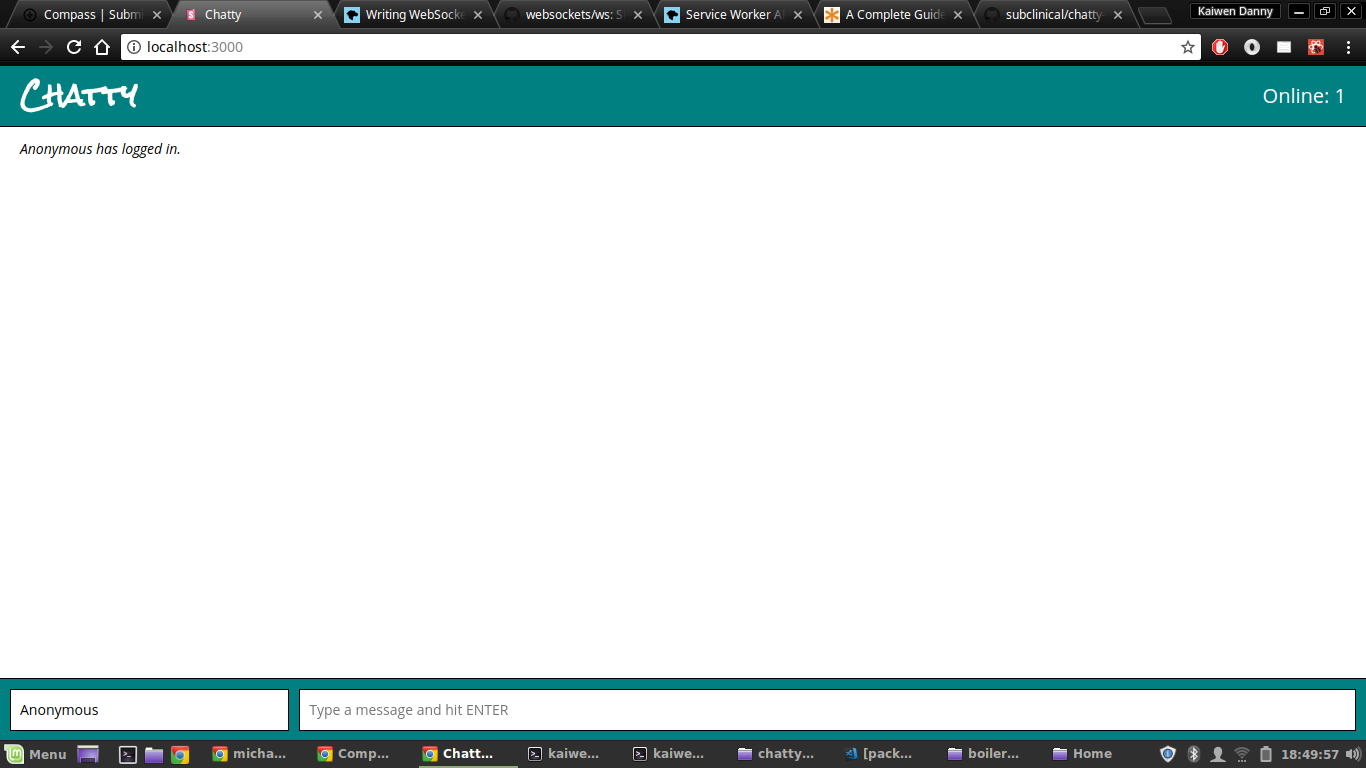 Kaiwen Danny
Compass | Submi
Chatty
Writing WebSocke
websockets/ws: S
Service Worker A
A Complete Guide
subclinical/chatty-
localhost:3000
Chatty
Online: 1
Anonymous has logged in.
Anonymous
Type a message and hit ENTER
Menu
micha...
Comp...
Chatt...
kaiwe...
kaiwe...
chatty...
[pack...
boiler...
Home
18:49:57